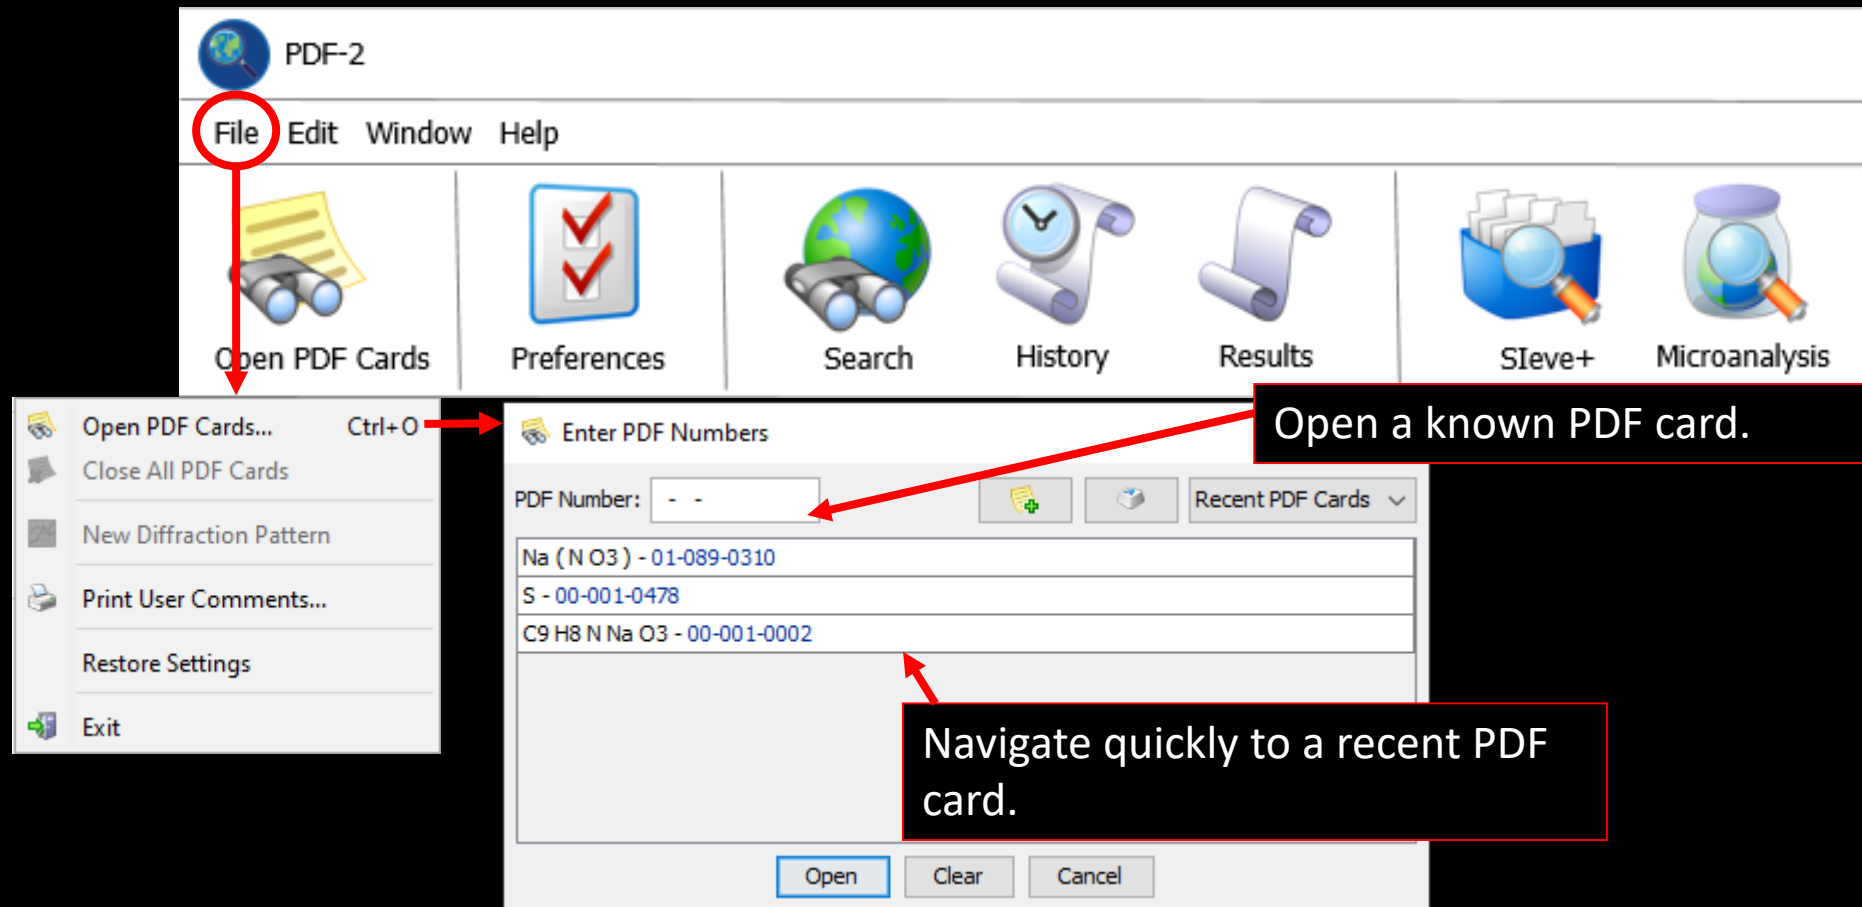 PDF-2
File Edit Window Help
Open PDF Cards Preferences Search History Results SIeve+ Microanalysis
Open PDF Cards... Ctrl+O
Close All PDF Cards
New Diffraction Pattern
Print User Comments...
Restore Settings
Exit
Enter PDF Numbers
Open a known PDF card.
PDF Number: - - Recent PDF Cards
Na ( N O3 ) - 01-089-0310
S - 00-001-0478
C9 H8 N Na O3 - 00-001-0002
Navigate quickly to a recent PDF
card.
Open Clear Cancel